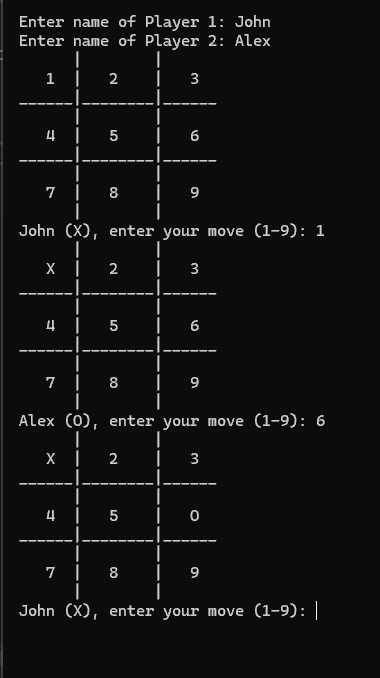 Enter name of Player 1: John
Enter name of Player 2: Alex
1 | 2 | 3
4 | 5 | 6
7 | 8 | 9
John (X), enter your move (1-9): 1
X | 2 | 3
4 | 5 | 6
7 | 8 | 9
Alex (O), enter your move (1-9): 6
X | 2 | 3
4 | 5 | O
7 | 8 | 9
John (X), enter your move (1-9):